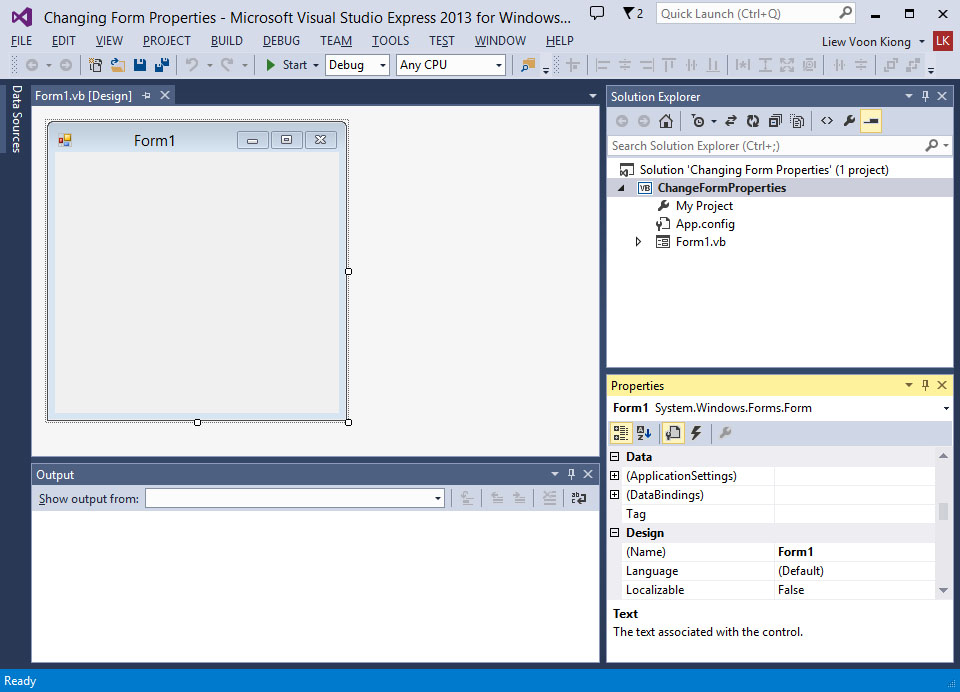 Changing Form Properties - Microsoft Visual Studio Express 2013 for Windows...
2
Quick Launch (Ctrl+Q)
FILE EDIT VIEW PROJECT BUILD DEBUG TEAM TOOLS TEST WINDOW HELP
Liew Voon Kiong LK
Start Debug Any CPU
Data Sources
Form1.vb [Design]
Form1
Solution Explorer
Search Solution Explorer (Ctrl+;)
Solution 'Changing Form Properties' (1 project)
VB ChangeFormProperties
My Project
App.config
Form1.vb
Output
Show output from:
Properties
Form1 System.Windows.Forms.Form
Data
(ApplicationSettings)
(DataBindings)
Tag
Design
(Name) Form1
Language (Default)
Localizable False
Text
The text associated with the control.
Ready